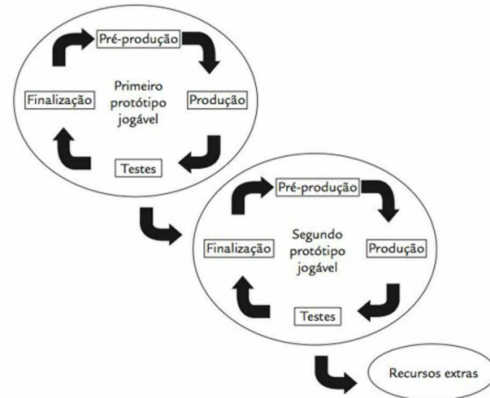 Pré-produção
Finalização
Primeiro
protótipo
jogável
Produção
Testes
Pré-produção
Finalização
Segundo
protótipo
jogável
Produção
Testes
Recursos extras